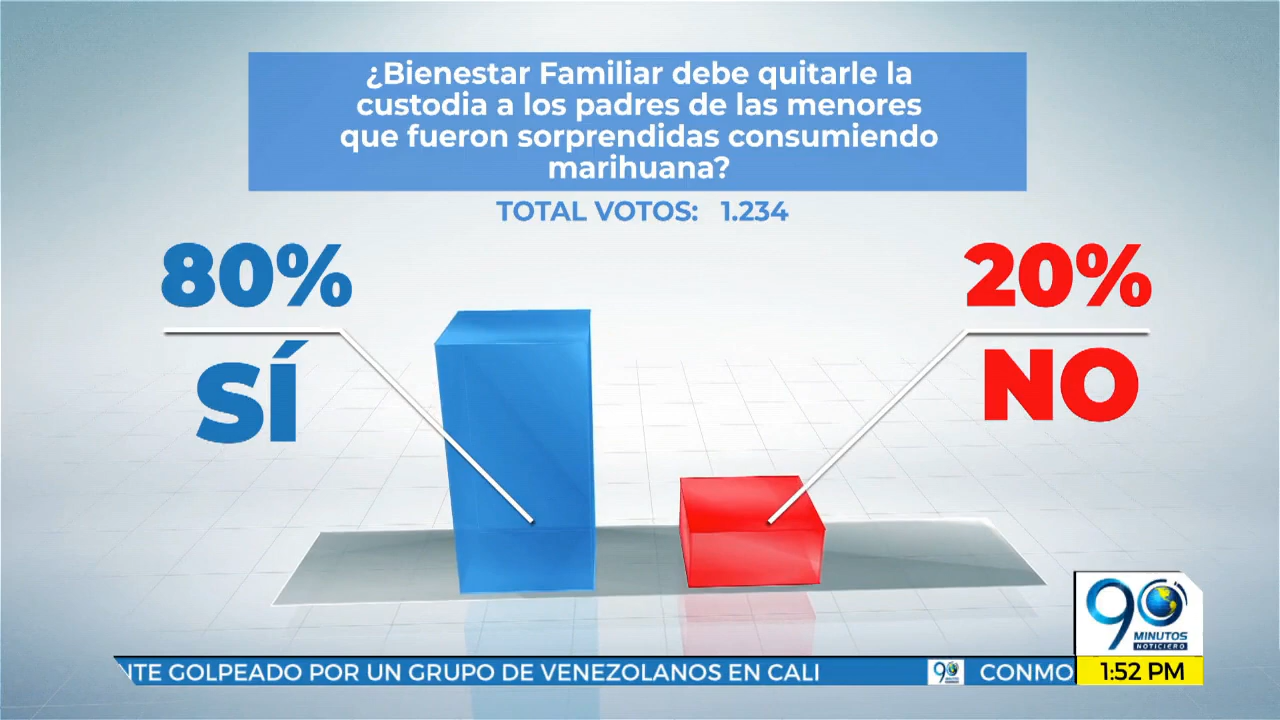 ¿Bienestar Familiar debe quitarle la
custodia a los padres de las menores
que fueron sorprendidas consumiendo
marihuana?
TOTAL VOTOS: 1.234
80%
SÍ
20%
NO
90
MINUTOS
NOTICIERO
NTE GOLPEADO POR UN GRUPO DE VENEZOLANOS EN CALI
90
CONMO
1:52 PM